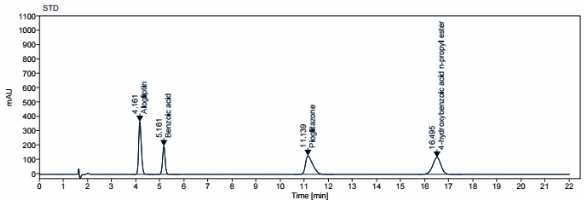 STD
1100
1000
900
800
700
600
500
400
300
200
100
0
mAU
4.161
Alogliptin
5.161
Benzoic acid
11.139
Pioglitazone
16.495
4-hydroxybenzoic acid n-propyl ester
0 1 2 3 4 5 6 7 8 9 10 11 12 13 14 15 16 17 18 19 20 21 22
Time [min]